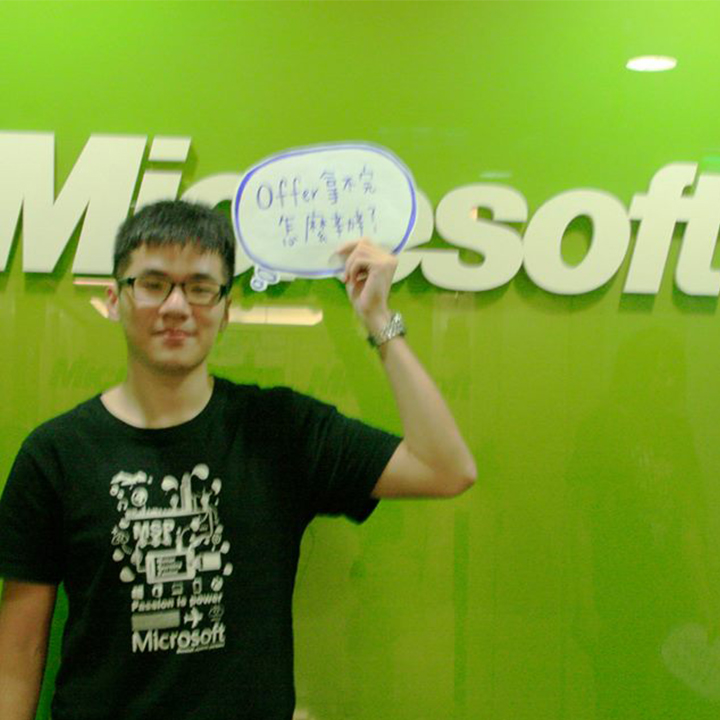 Microsoft
Offer拿不完
怎麼辦?
MSP
Passion is power
Microsoft